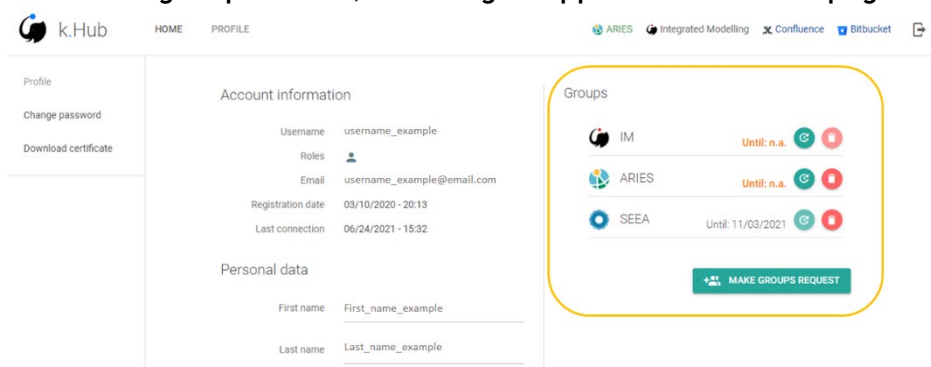 k.Hub
HOME PROFILE
ARIES Integrated Modelling Confluence Bitbucket
Profile
Change password
Download certificate
Account information
Username username_example
Roles
Email username_example@email.com
Registration date 03/10/2020 - 20:13
Last connection 06/24/2021 - 15:32
Personal data
First name First_name_example
Last name Last_name_example
Groups
IM Until: n.a.
ARIES Until: n.a.
SEEA Until: 11/03/2021
MAKE GROUPS REQUEST